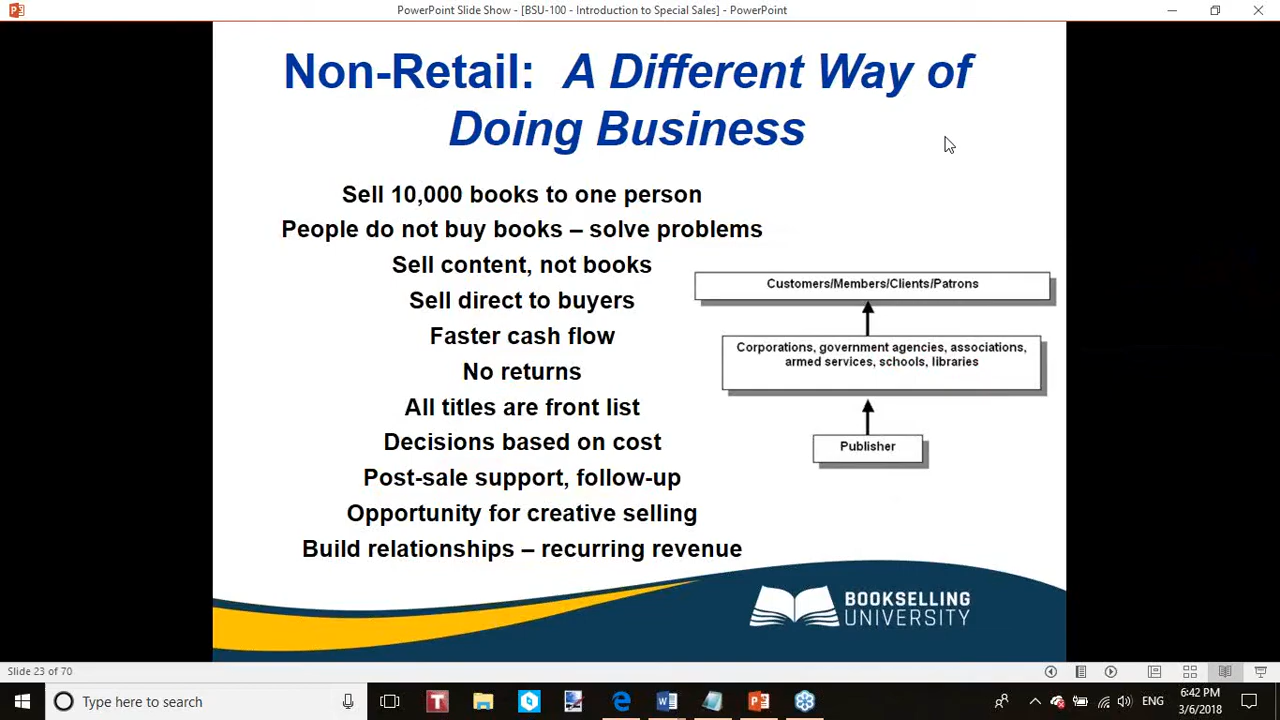 PowerPoint Slide Show - [BSU-100 - Introduction to Special Sales] - PowerPoint
Non-Retail: A Different Way of
Doing Business
Sell 10,000 books to one person
People do not buy books – solve problems
Sell content, not books
Sell direct to buyers
Faster cash flow
No returns
All titles are front list
Decisions based on cost
Post-sale support, follow-up
Opportunity for creative selling
Build relationships – recurring revenue
Customers/Members/Clients/Patrons
Corporations, government agencies, associations,
armed services, schools, libraries
Publisher
BOOKSELLING
UNIVERSITY
Slide 23 of 70
Type here to search
ENG
6:42 PM
3/6/2018